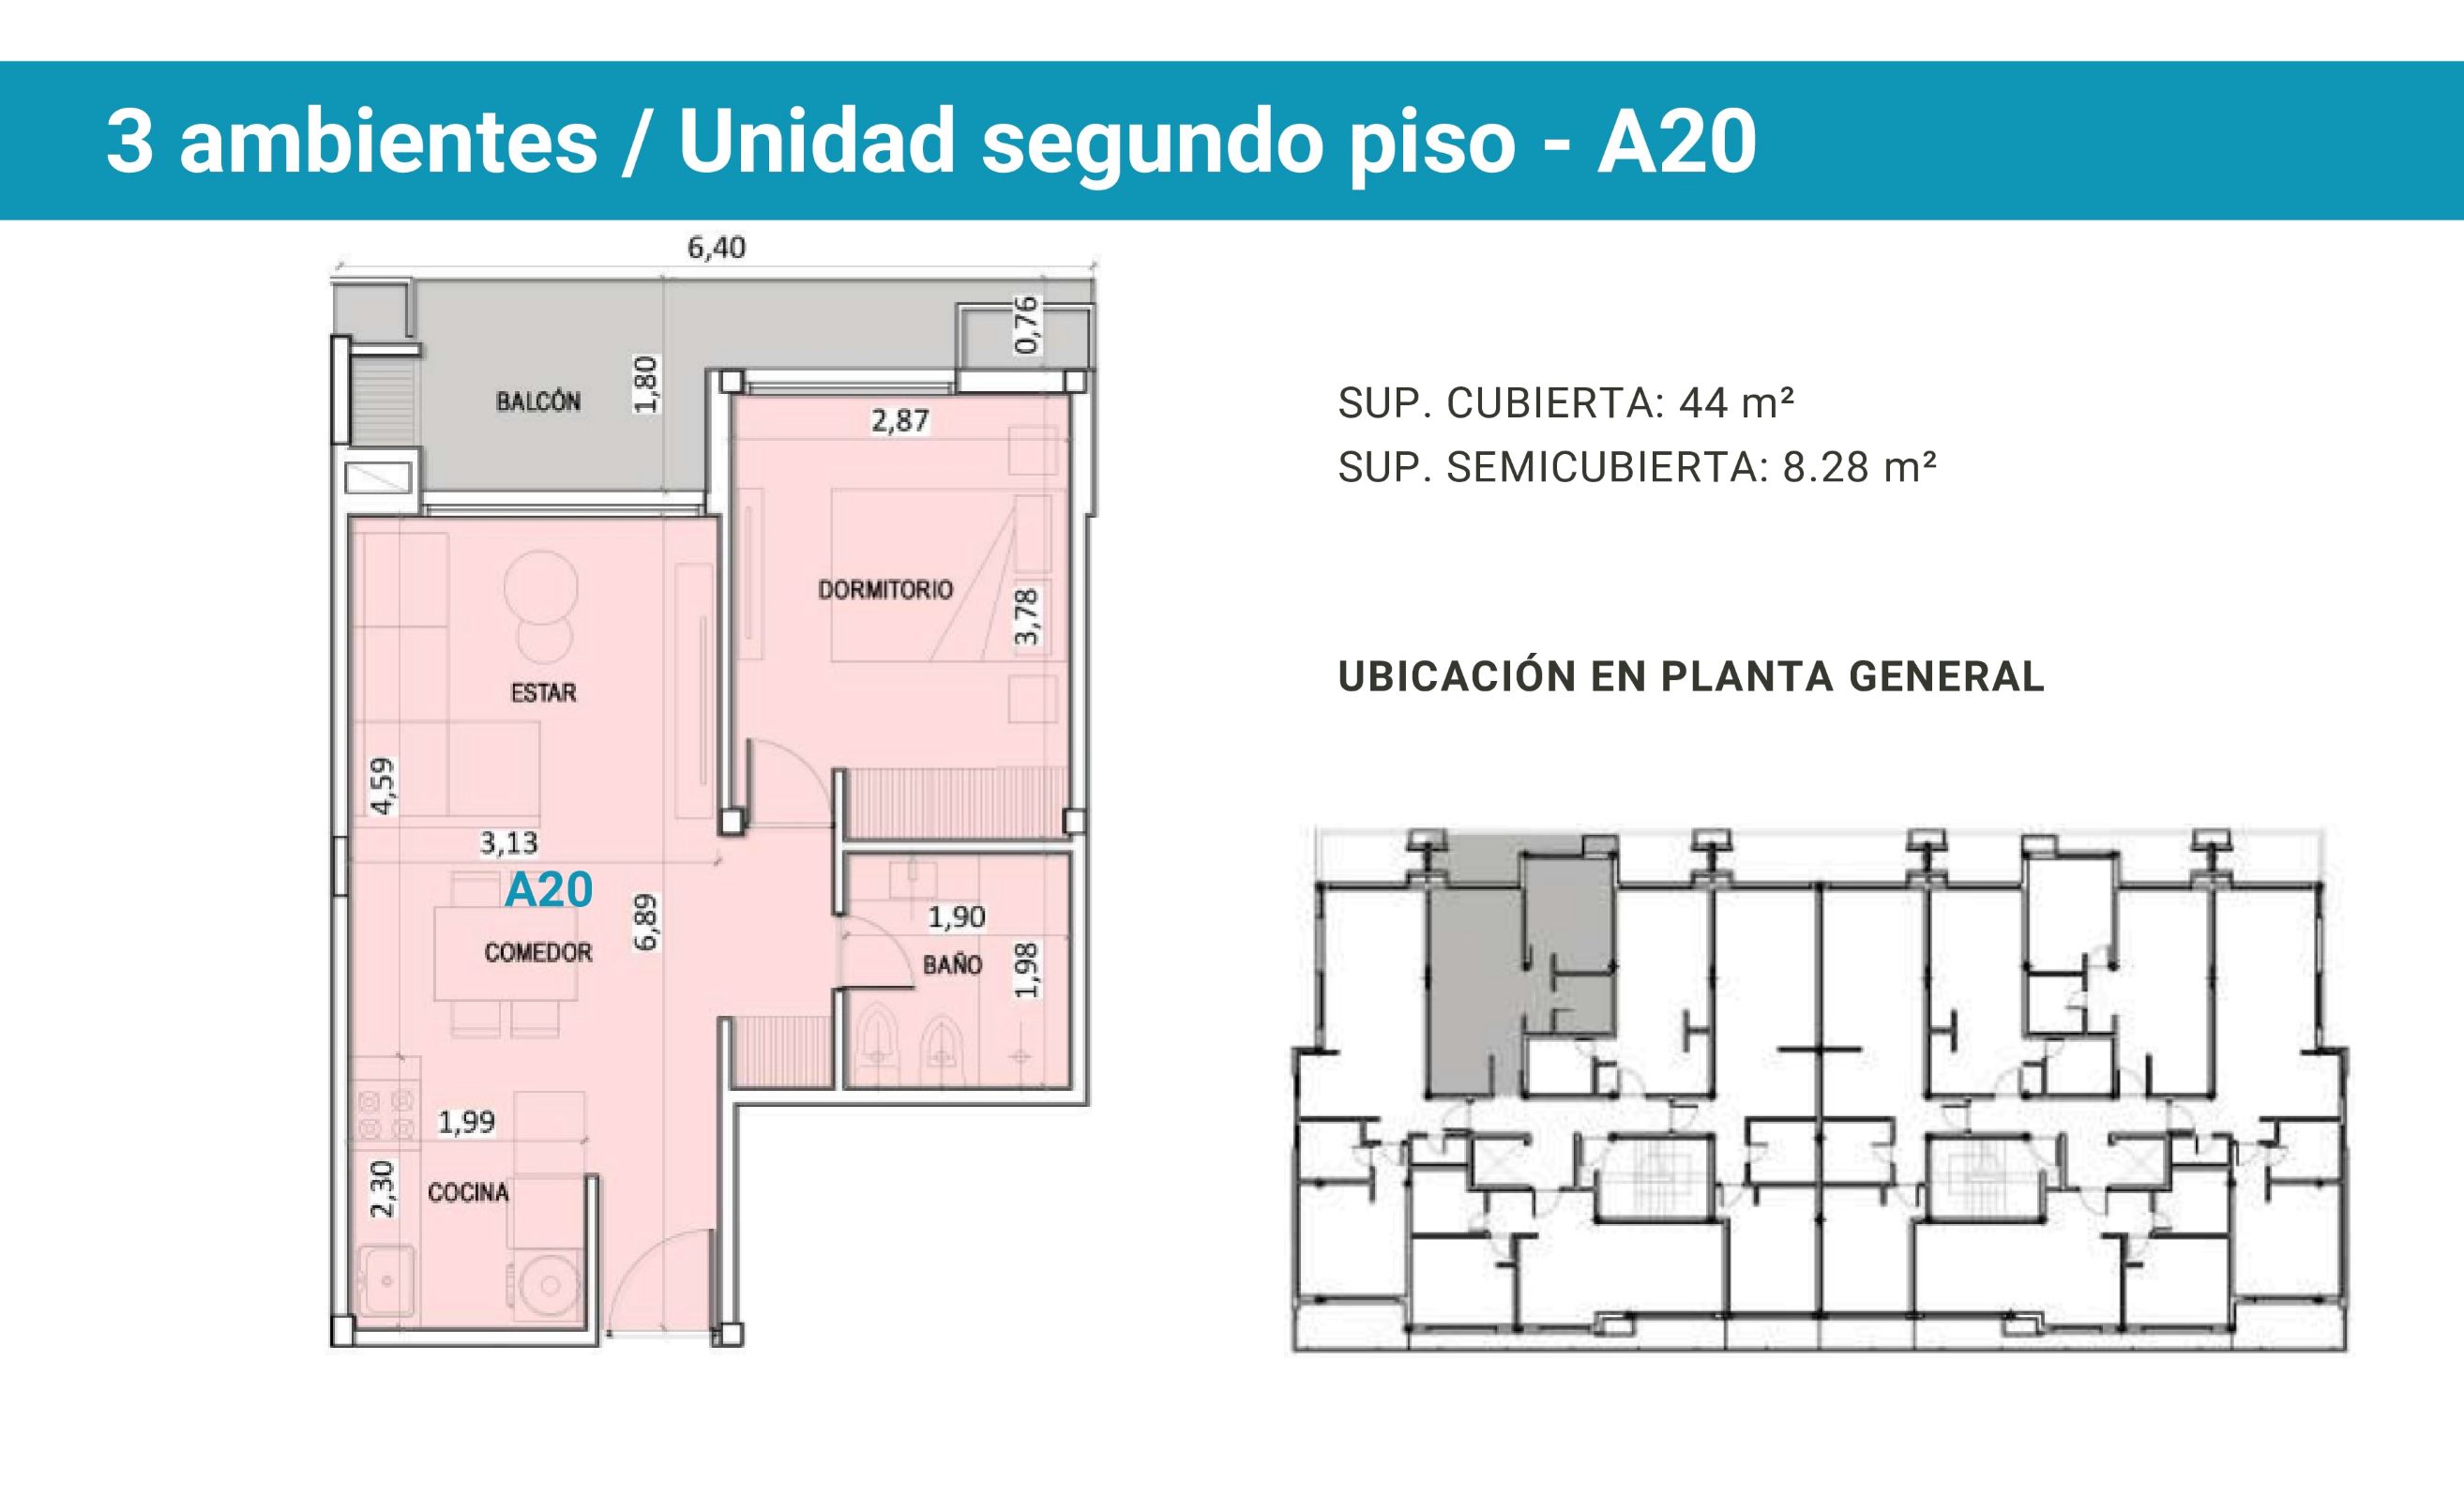 3 ambientes / Unidad segundo piso - A20
6,40
0,76
1,80
BALCÓN
2,87
SUP. CUBIERTA: 44 m²
SUP. SEMICUBIERTA: 8.28 m²
DORMITORIO
3,78
ESTAR
UBICACIÓN EN PLANTA GENERAL
4,59
3,13
A20
6,89
1,90
COMEDOR
BAÑO
1,98
1,99
2,30
COCINA